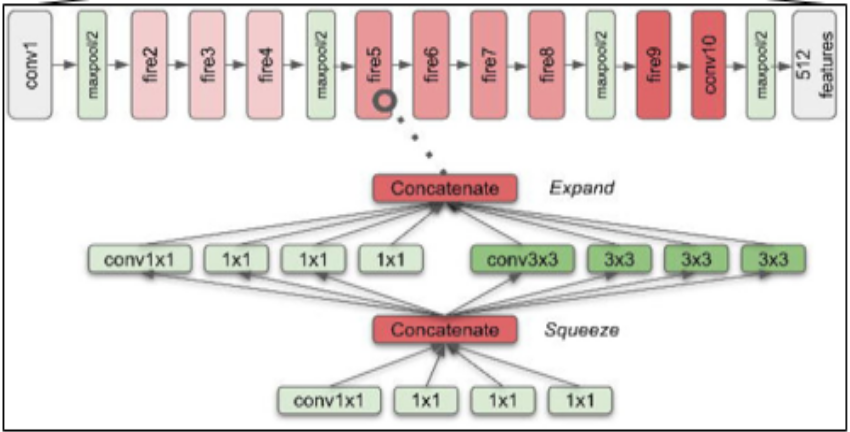 conv1
maxpool/2
fire2
fire3
fire4
maxpool/2
fire5
fire6
fire7
fire8
maxpool/2
fire9
conv10
maxpool/2
512
features
Concatenate Expand
conv1x1 1x1 1x1 1x1 conv3x3 3x3 3x3 3x3
Concatenate Squeeze
conv1x1 1x1 1x1 1x1